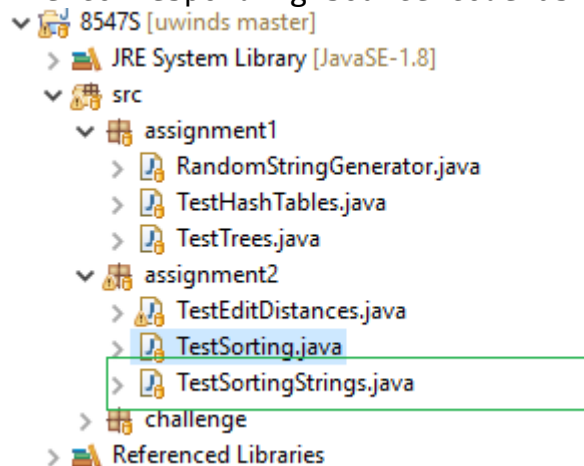 8547S [uwinds master]
JRE System Library [JavaSE-1.8]
src
assignment1
RandomStringGenerator.java
TestHashTables.java
TestTrees.java
assignment2
TestEditDistances.java
TestSorting.java
TestSortingStrings.java
challenge
Referenced Libraries